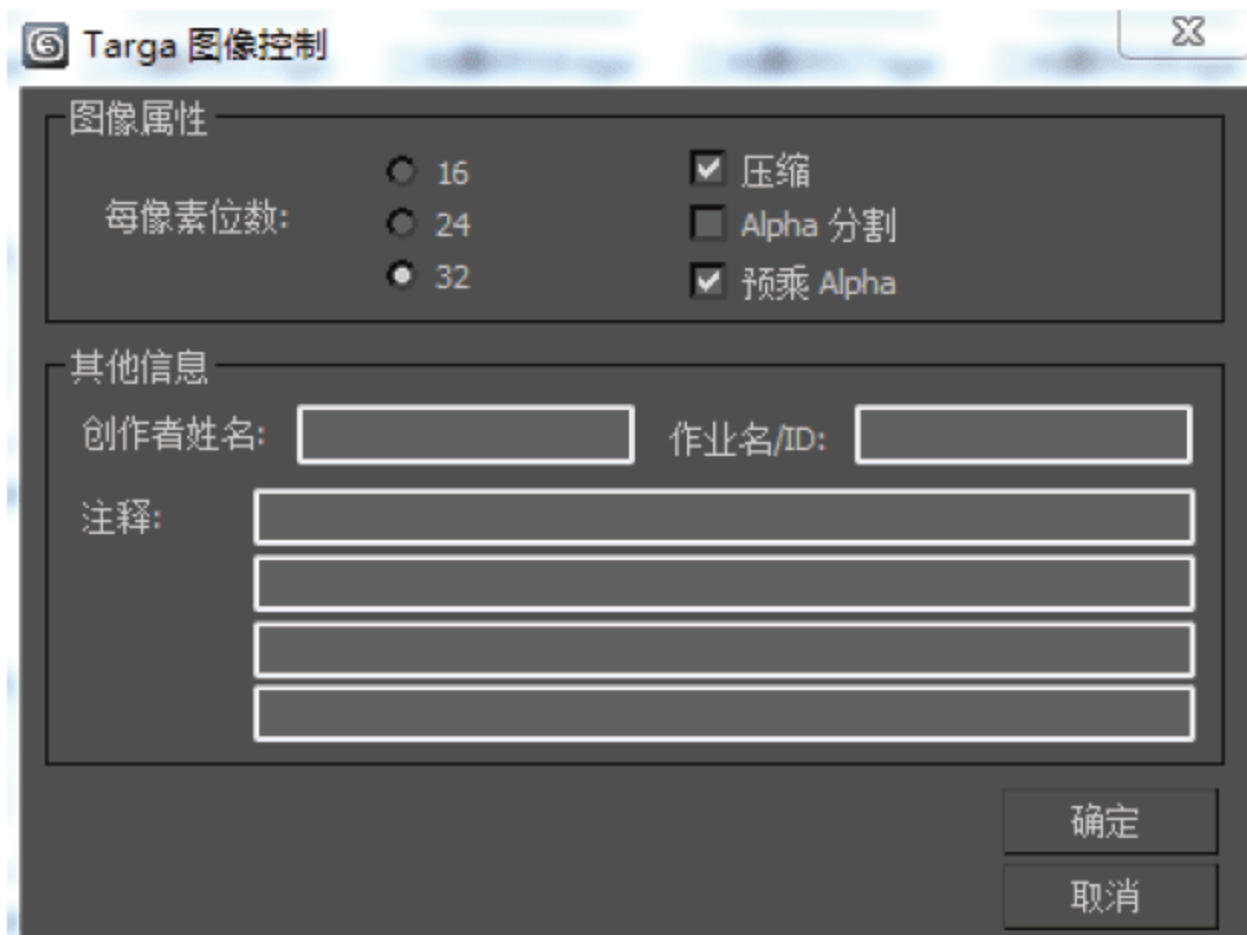 Targa 图像控制
图像属性
每像素位数:
16
24
32
压缩
Alpha 分割
预乘 Alpha
其他信息
创作者姓名:
作业名/ID:
注释:
确定
取消